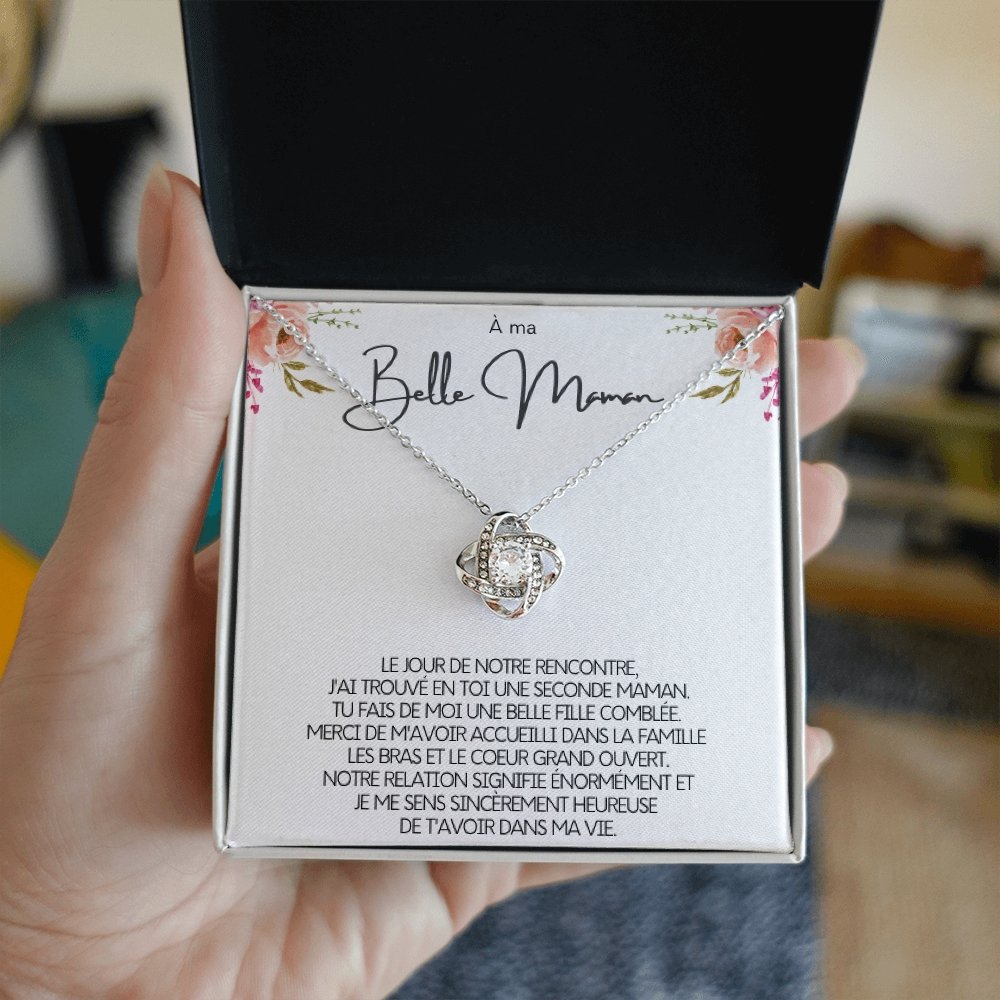 À ma
Belle Maman
LE JOUR DE NOTRE RENCONTRE,
J'AI TROUVÉ EN TOI UNE SECONDE MAMAN.
TU FAIS DE MOI UNE BELLE FILLE COMBLÉE.
MERCI DE M'AVOIR ACCUEILLI DANS LA FAMILLE
LES BRAS ET LE COEUR GRAND OUVERT.
NOTRE RELATION SIGNIFIE ÉNORMÉMENT ET
JE ME SENS SINCÈREMENT HEUREUSE
DE T'AVOIR DANS MA VIE.